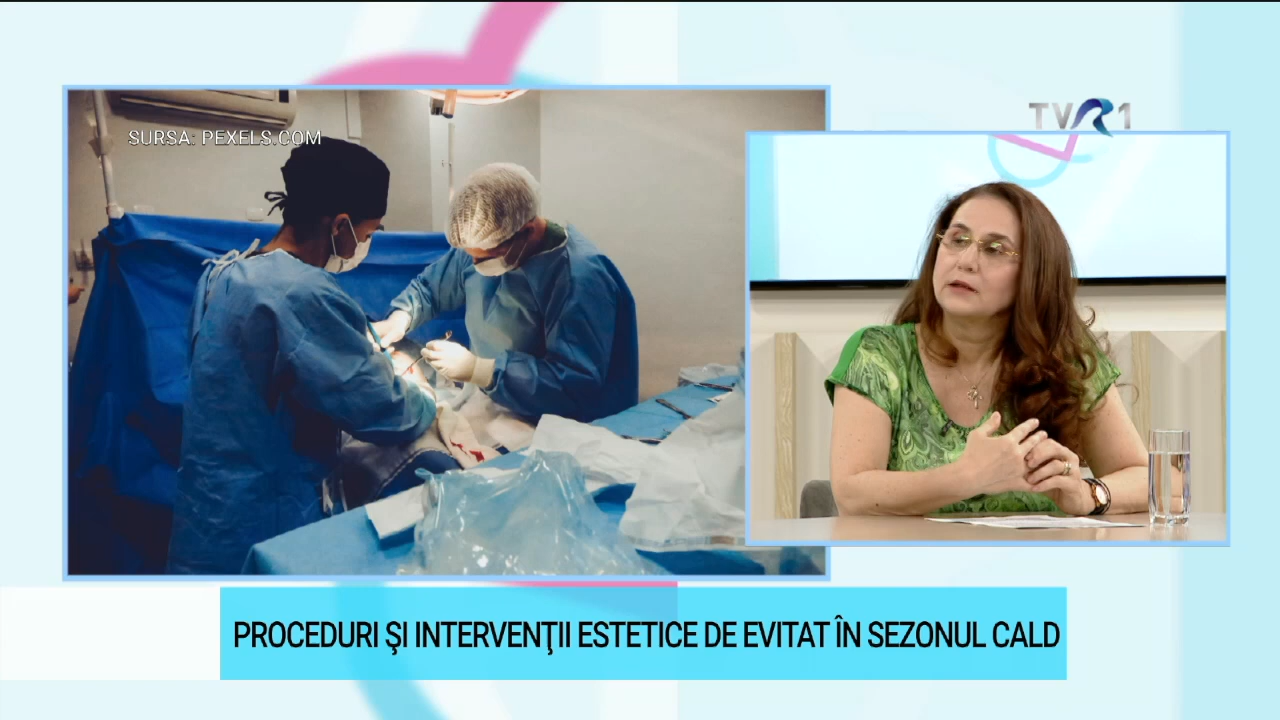 SURSA: PEXELS.COM
TVR1
PROCEDURI ŞI INTERVENŢII ESTETICE DE EVITAT ÎN SEZONUL CALD